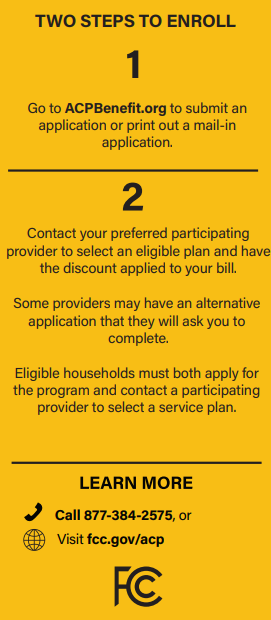 TWO STEPS TO ENROLL
1
Go to ACPBenefit.org to submit an
application or print out a mail-in
application.
2
Contact your preferred participating
provider to select an eligible plan and have
the discount applied to your bill.
Some providers may have an alternative
application that they will ask you to
complete.
Eligible households must both apply for
the program and contact a participating
provider to select a service plan.
LEARN MORE
Call 877-384-2575, or
Visit fcc.gov/acp
FCC